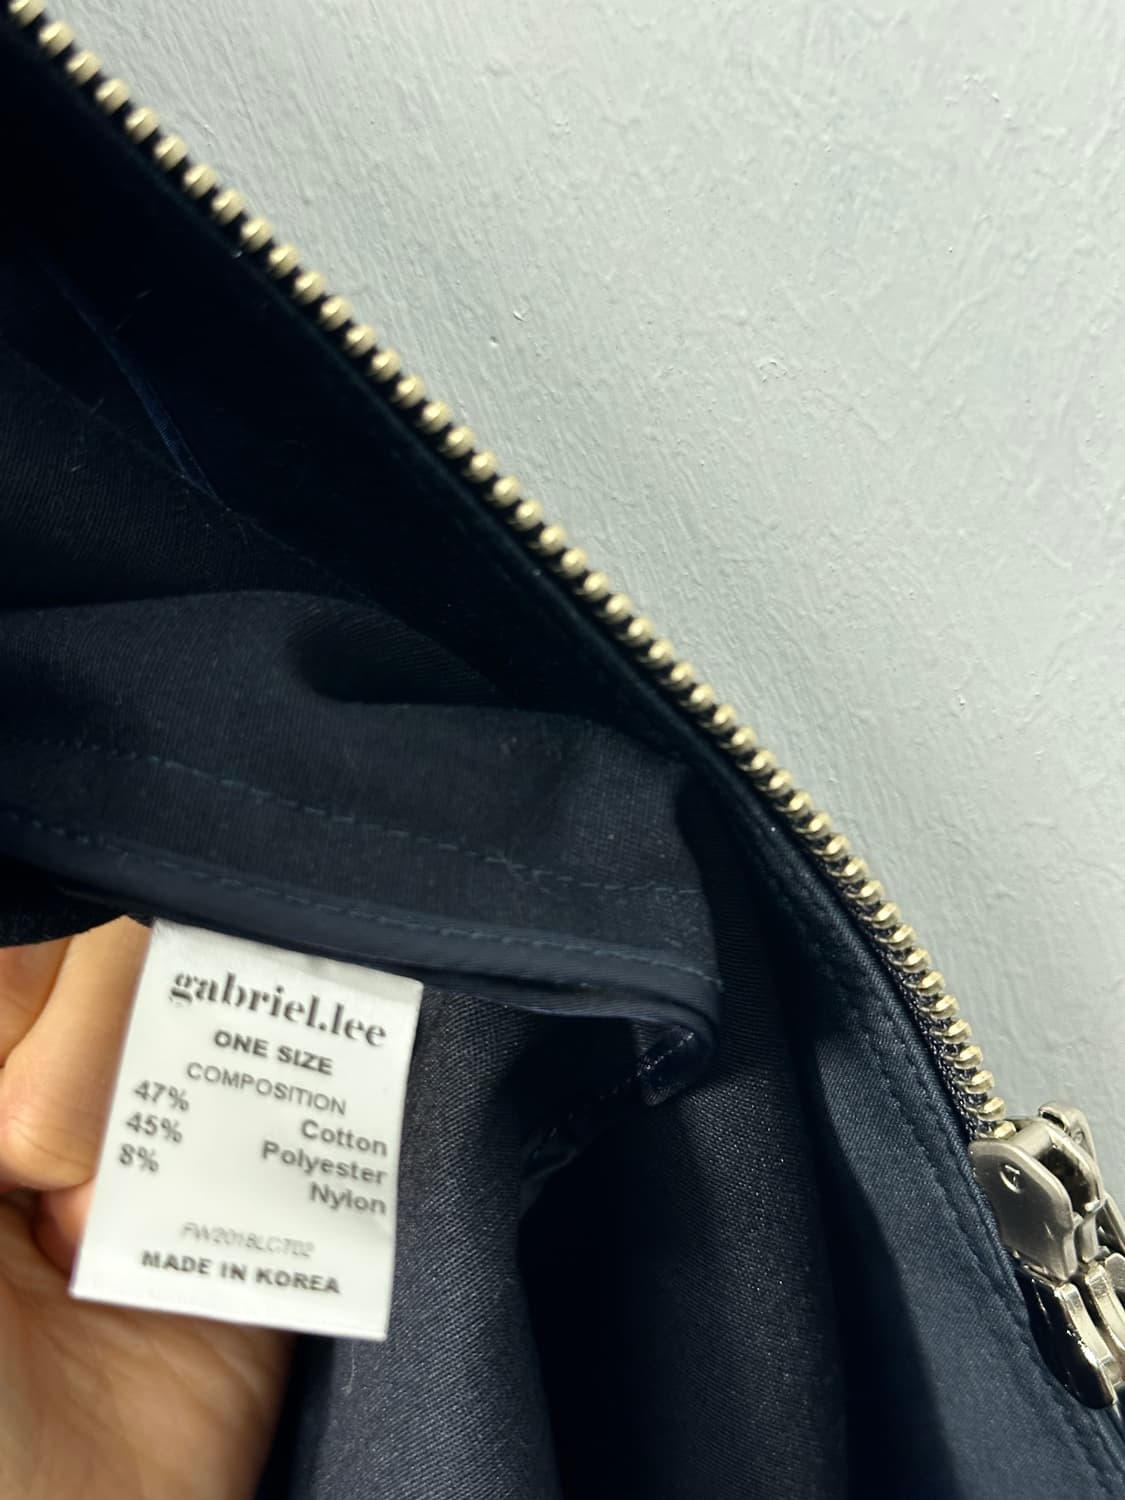 gabriel.lee
ONE SIZE
COMPOSITION
47% Cotton
45% Polyester
8% Nylon
FW2018LCT02
MADE IN KOREA